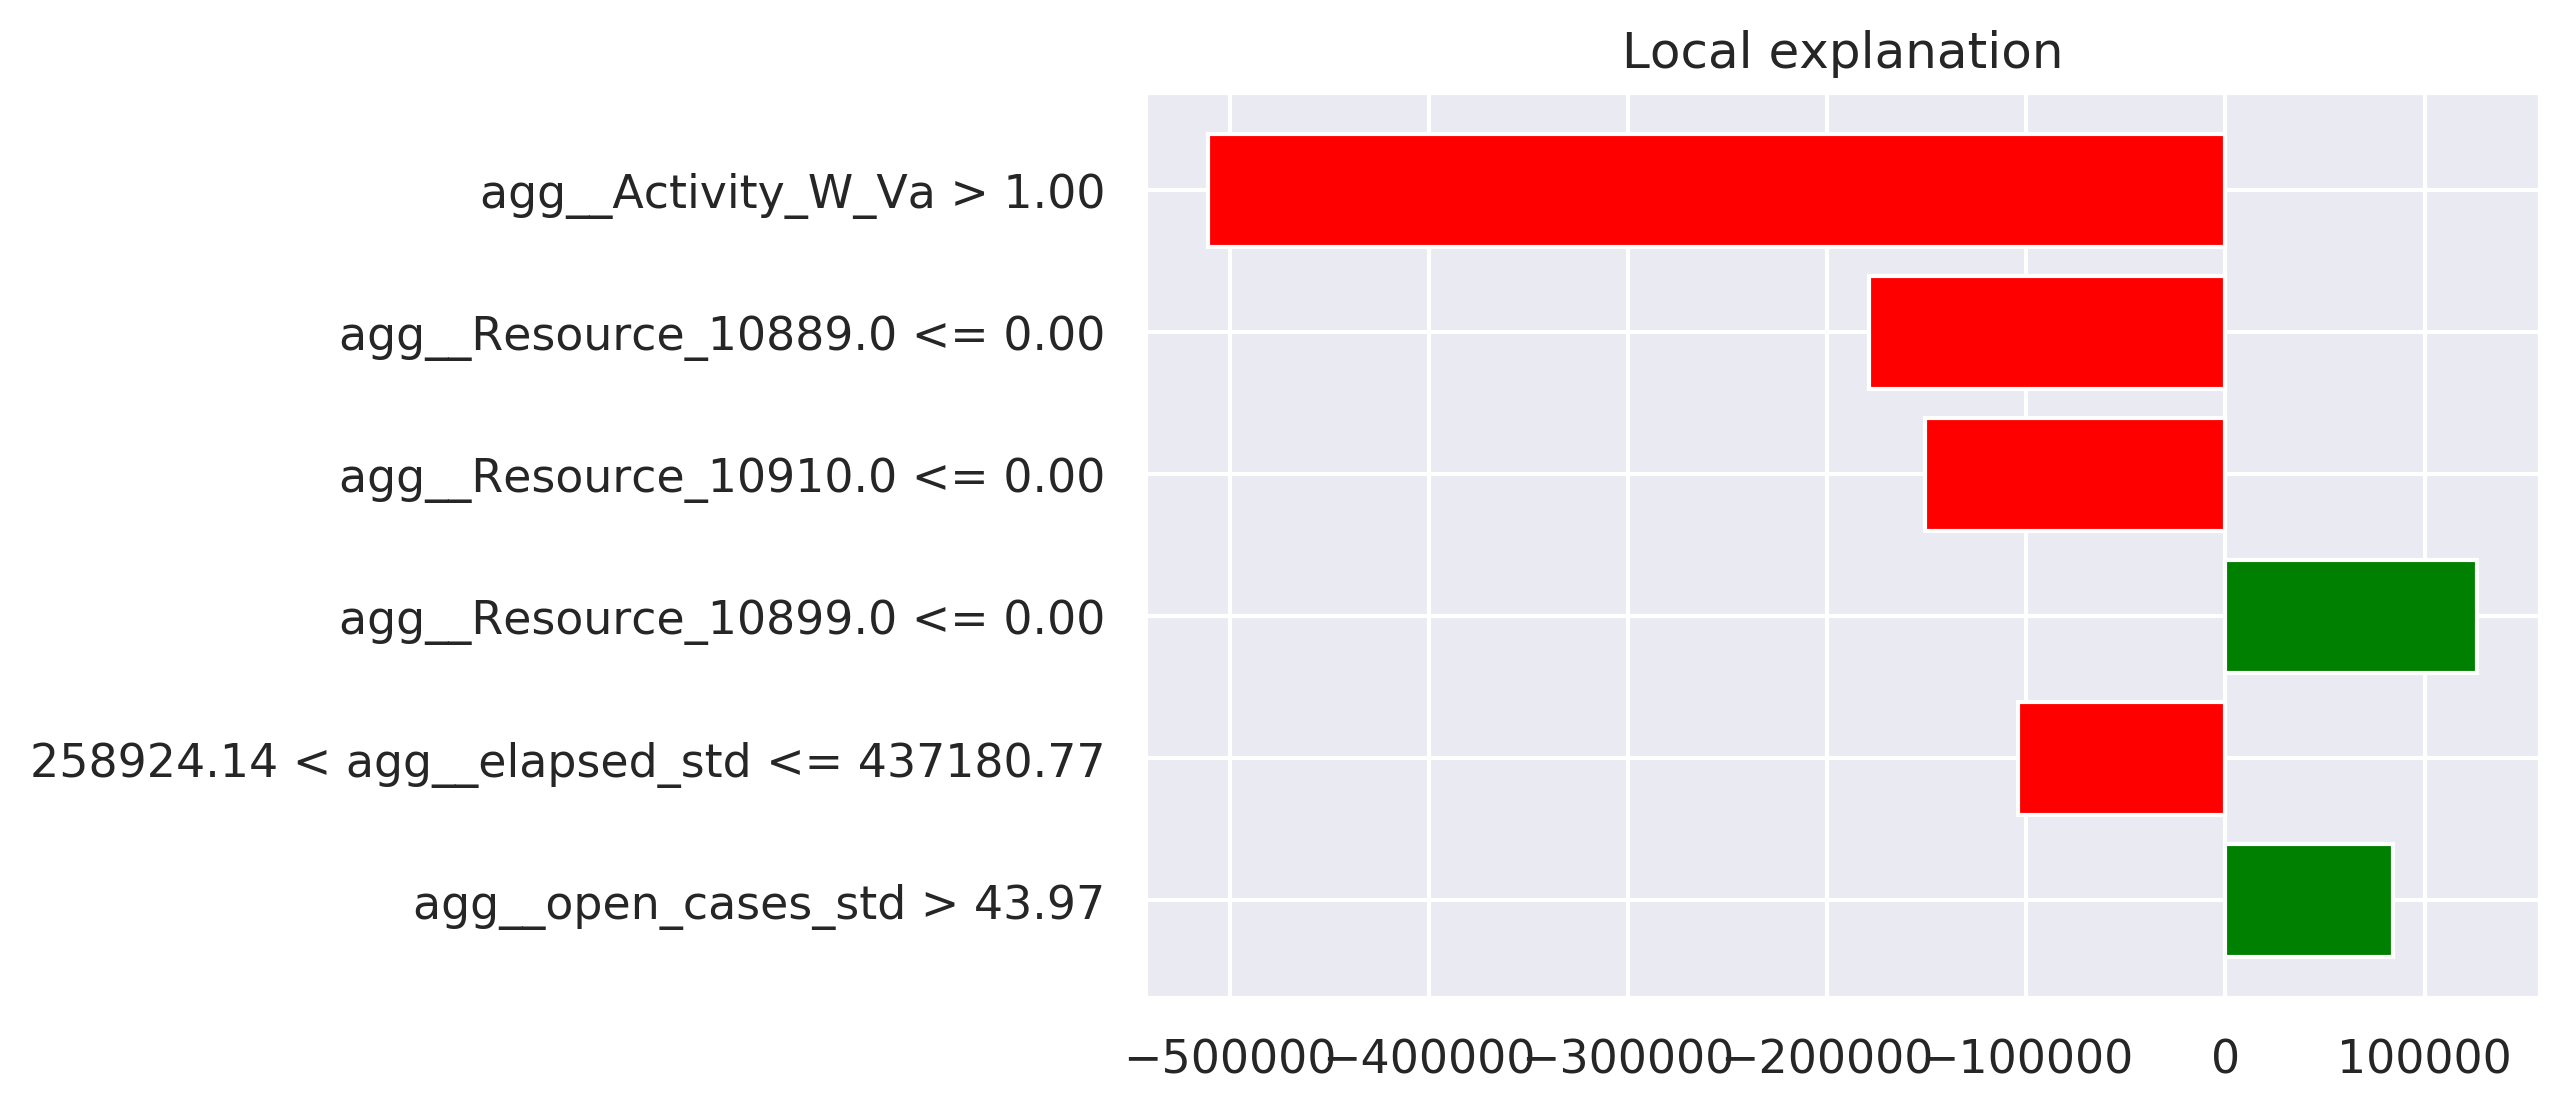 Local explanation
agg__Activity_W_Va > 1.00
agg__Resource_10889.0 <= 0.00
agg__Resource_10910.0 <= 0.00
agg__Resource_10899.0 <= 0.00
258924.14 < agg__elapsed_std <= 437180.77
agg__open_cases_std > 43.97
−500000 −400000 −300000 −200000 −100000 0 100000